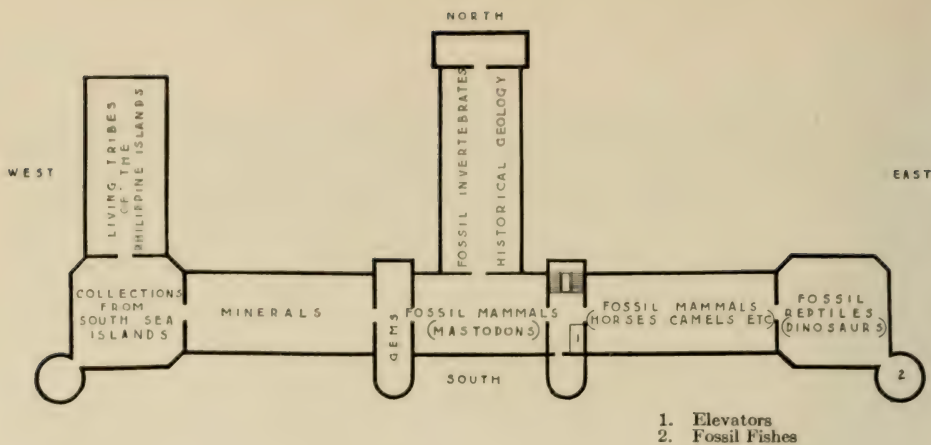 NORTH
WEST
EAST
LIVING TRIBES
OF THE
PHILIPPINE ISLANDS
FOSSIL INVERTEBRATES
HISTORICAL GEOLOGY
COLLECTIONS
FROM
SOUTH SEA
ISLANDS
MINERALS
GEMS
FOSSIL MAMMALS
(MASTODONS)
1
FOSSIL MAMMALS
(HORSES CAMELS ETC)
FOSSIL
REPTILES
(DINOSAURS)
2
SOUTH
1. Elevators
2. Fossil Fishes